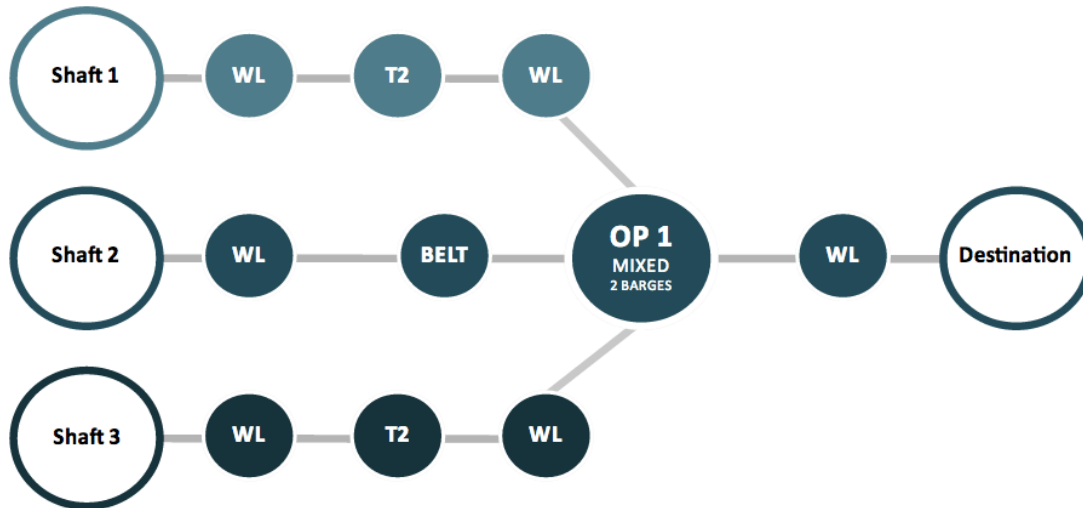 Shaft 1
WL
T2
WL
Shaft 2
WL
BELT
OP 1
MIXED
2 BARGES
WL
Destination
Shaft 3
WL
T2
WL